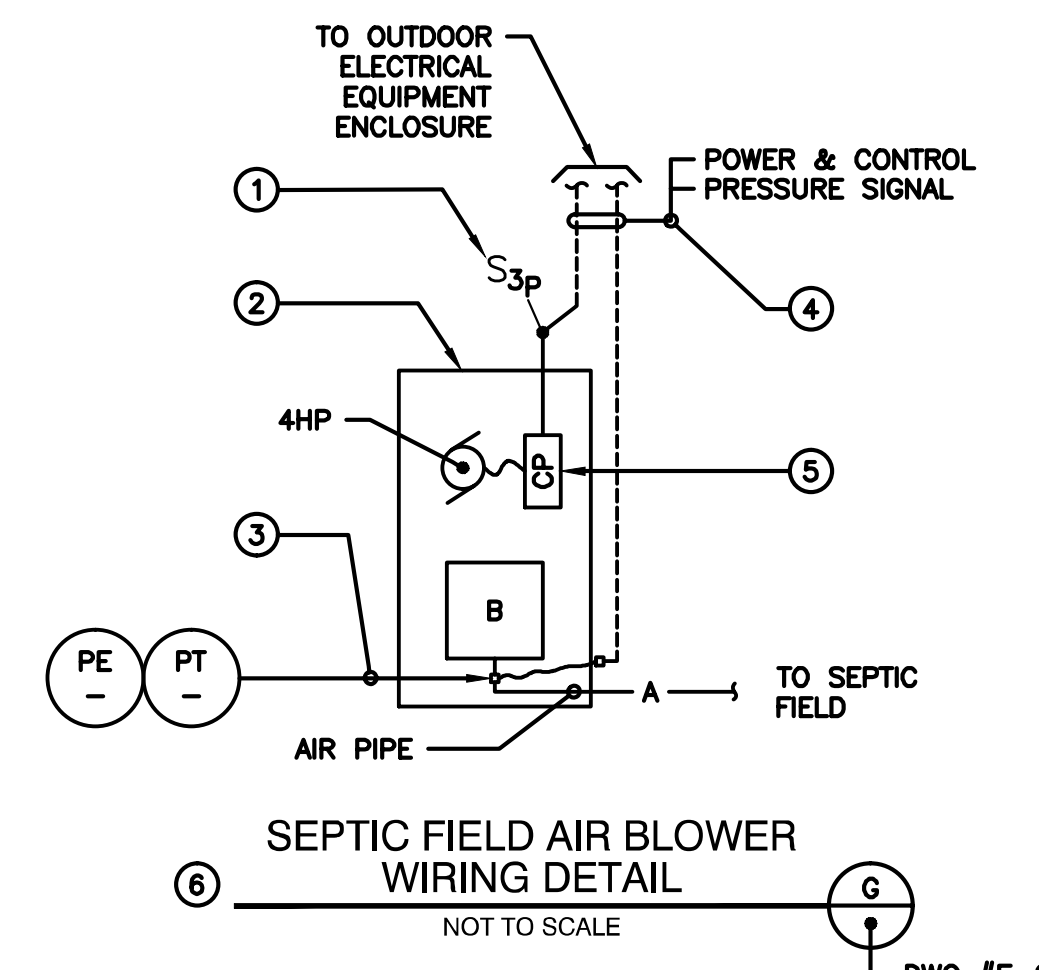 TO OUTDOOR
ELECTRICAL
EQUIPMENT
ENCLOSURE
POWER & CONTROL
PRESSURE SIGNAL
1
S3P
2
4
4HP
CP
5
3
B
PE
–
PT
–
A
TO SEPTIC
FIELD
AIR PIPE
SEPTIC FIELD AIR BLOWER
WIRING DETAIL
6
G
NOT TO SCALE